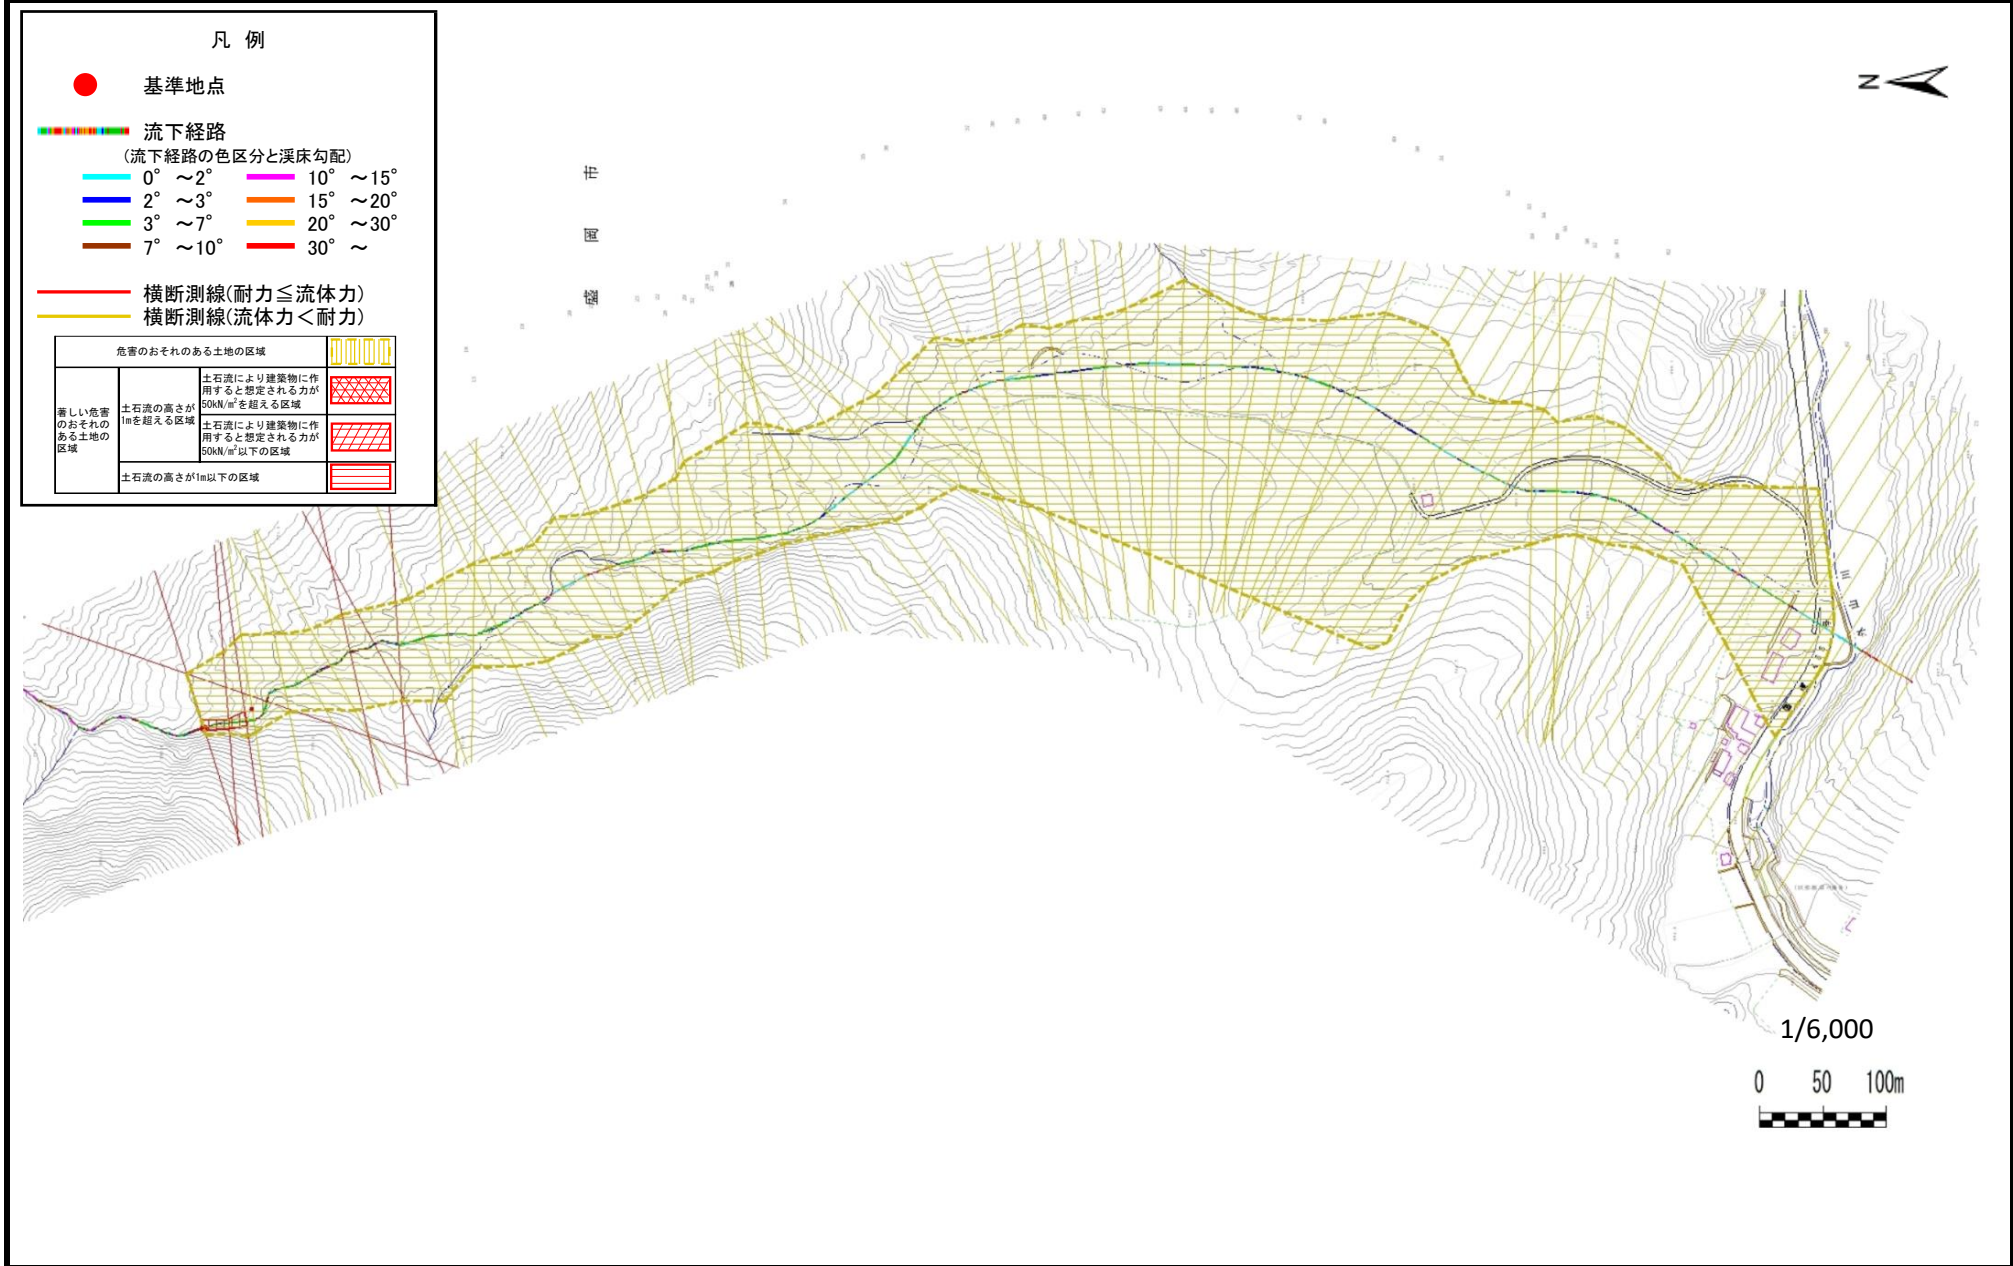 凡 例
基準地点
流下経路
(流下経路の色区分と渓床勾配)
0° ～2° 10° ～15°
2° ～3° 15° ～20°
3° ～7° 20° ～30°
7° ～10° 30° ～
横断測線(耐力≦流体力)
横断測線(流体力＜耐力)
危害のおそれのある土地の区域
著しい危害
のおそれの
ある土地の
区域
土石流の高さが
1mを超える区域
土石流により建築物に作
用すると想定される力が
50kN/m²を超える区域
土石流により建築物に作
用すると想定される力が
50kN/m²以下の区域
土石流の高さが1m以下の区域
N
盛岡市
1/6,000
0 50 100m